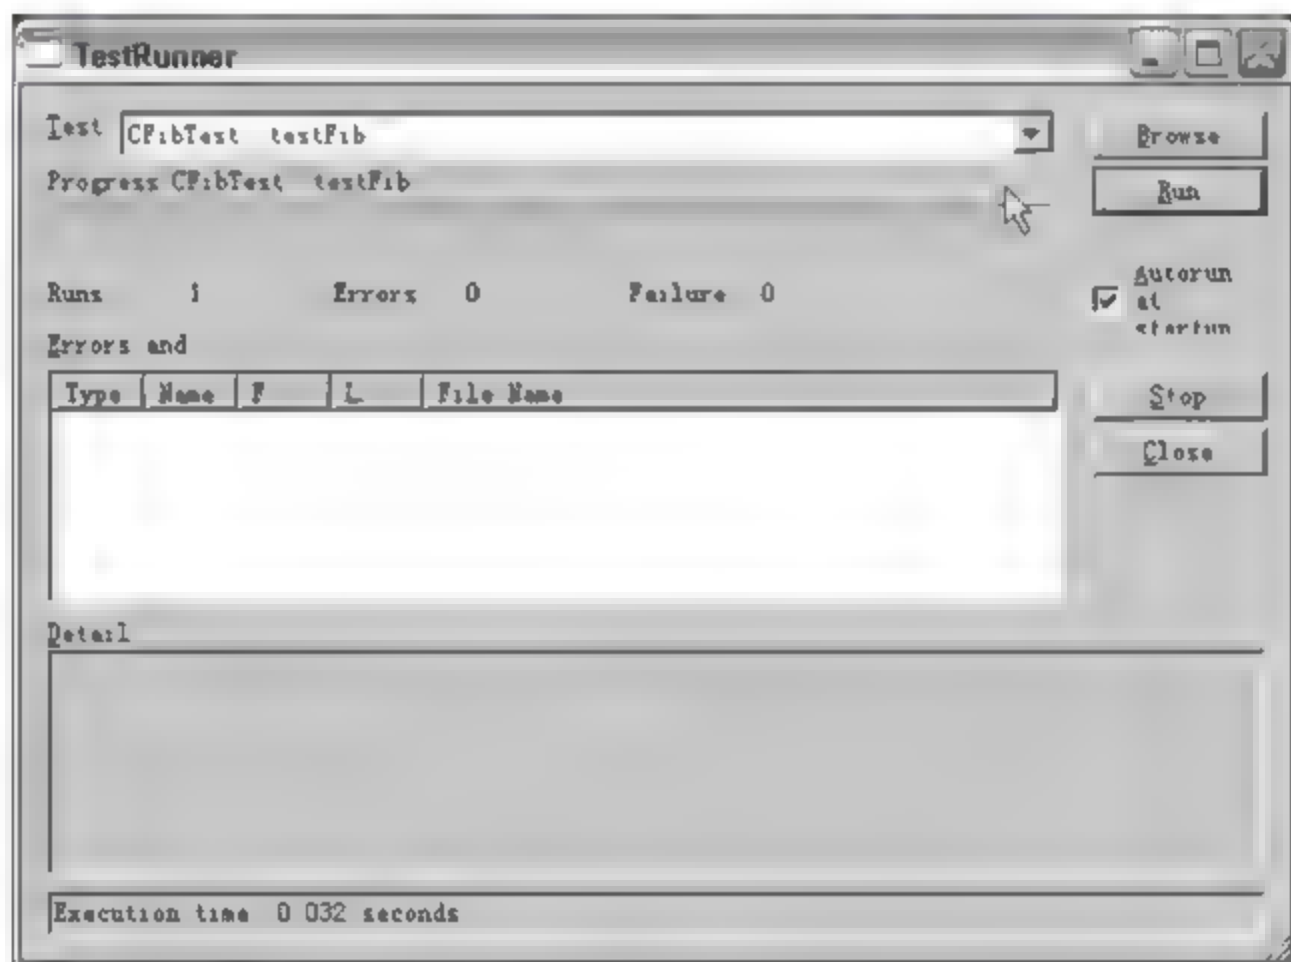 TestRunner
Test CFibTest testFib Browse
Progress CFibTest testFib
Run
Runs 1 Errors 0 Failure 0
Autorun
at
startup
Errors and
Type Name F L. File Name
Stop
Close
Detail
Execution time 0 032 seconds